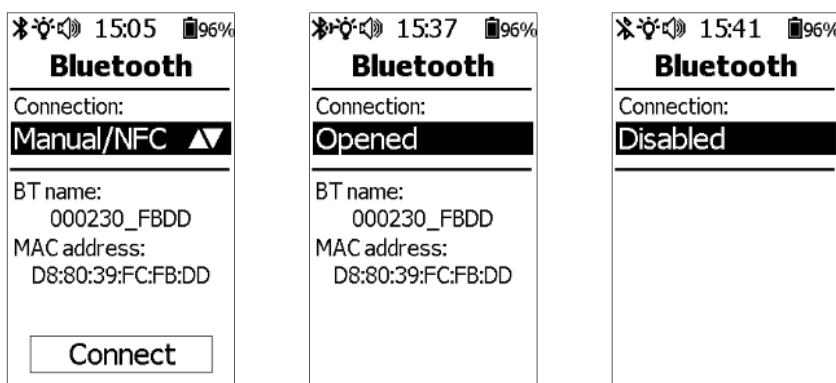 15:05 96%
Bluetooth
Connection:
Manual/NFC
BT name:
000230_FBDD
MAC address:
D8:80:39:FC:FB:DD
Connect
15:37 96%
Bluetooth
Connection:
Opened
BT name:
000230_FBDD
MAC address:
D8:80:39:FC:FB:DD
15:41 96%
Bluetooth
Connection:
Disabled